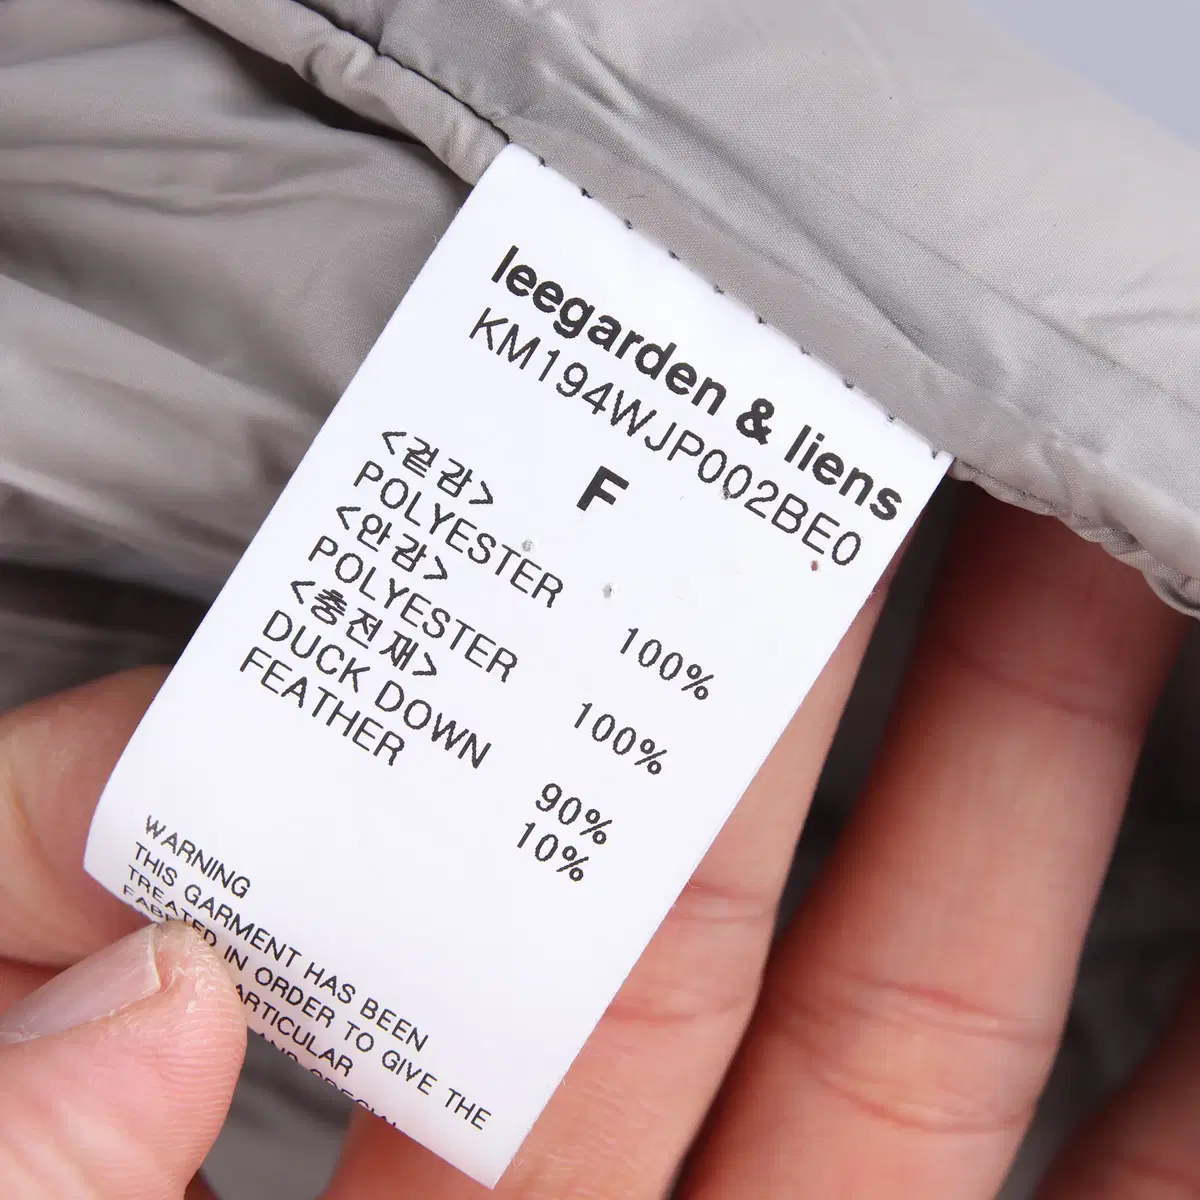 leegarden & liens
KM194WJP002BE0
F
<겉감>
POLYESTER 100%
<안감>
POLYESTER 100%
<충전재>
DUCK DOWN 90%
FEATHER 10%
WARNING
THIS GARMENT HAS BEEN
TREATED IN ORDER TO GIVE THE
ARTICULAR